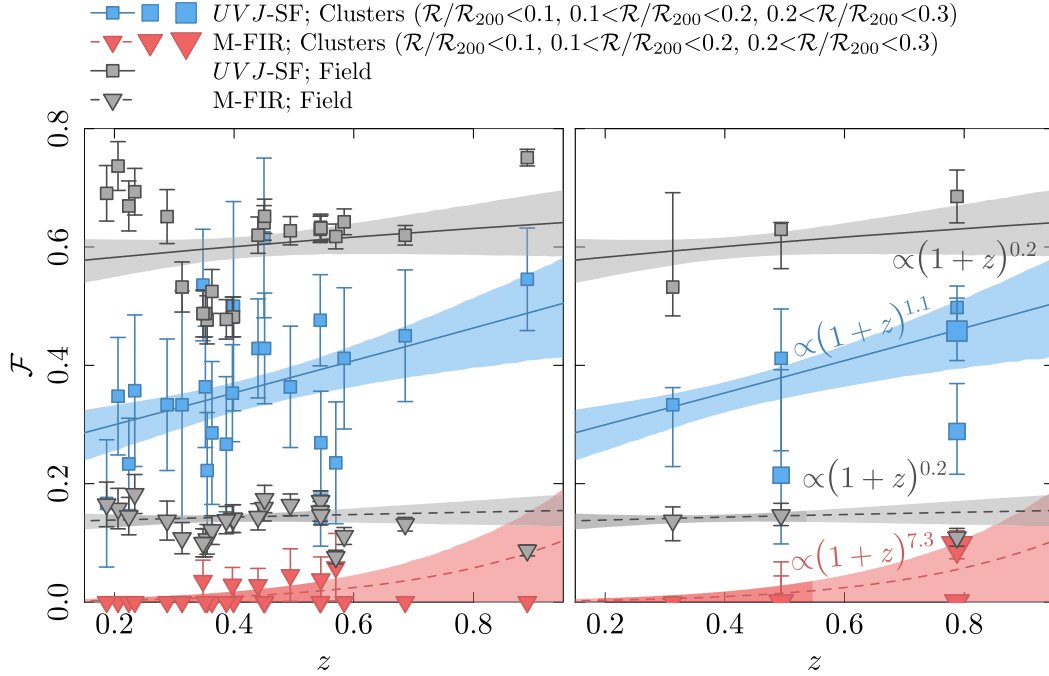 UVJ-SF; Clusters (R/R200<0.1, 0.1<R/R200<0.2, 0.2<R/R200<0.3)
M-FIR; Clusters (R/R200<0.1, 0.1<R/R200<0.2, 0.2<R/R200<0.3)
UVJ-SF; Field
M-FIR; Field
F
0.8
0.6
0.4
0.2
0.0
0.2 0.4 0.6 0.8
z
∝(1 + z)^0.2
∝(1 + z)^1.1
∝(1 + z)^0.2
∝(1 + z)^7.3
0.2 0.4 0.6 0.8
z